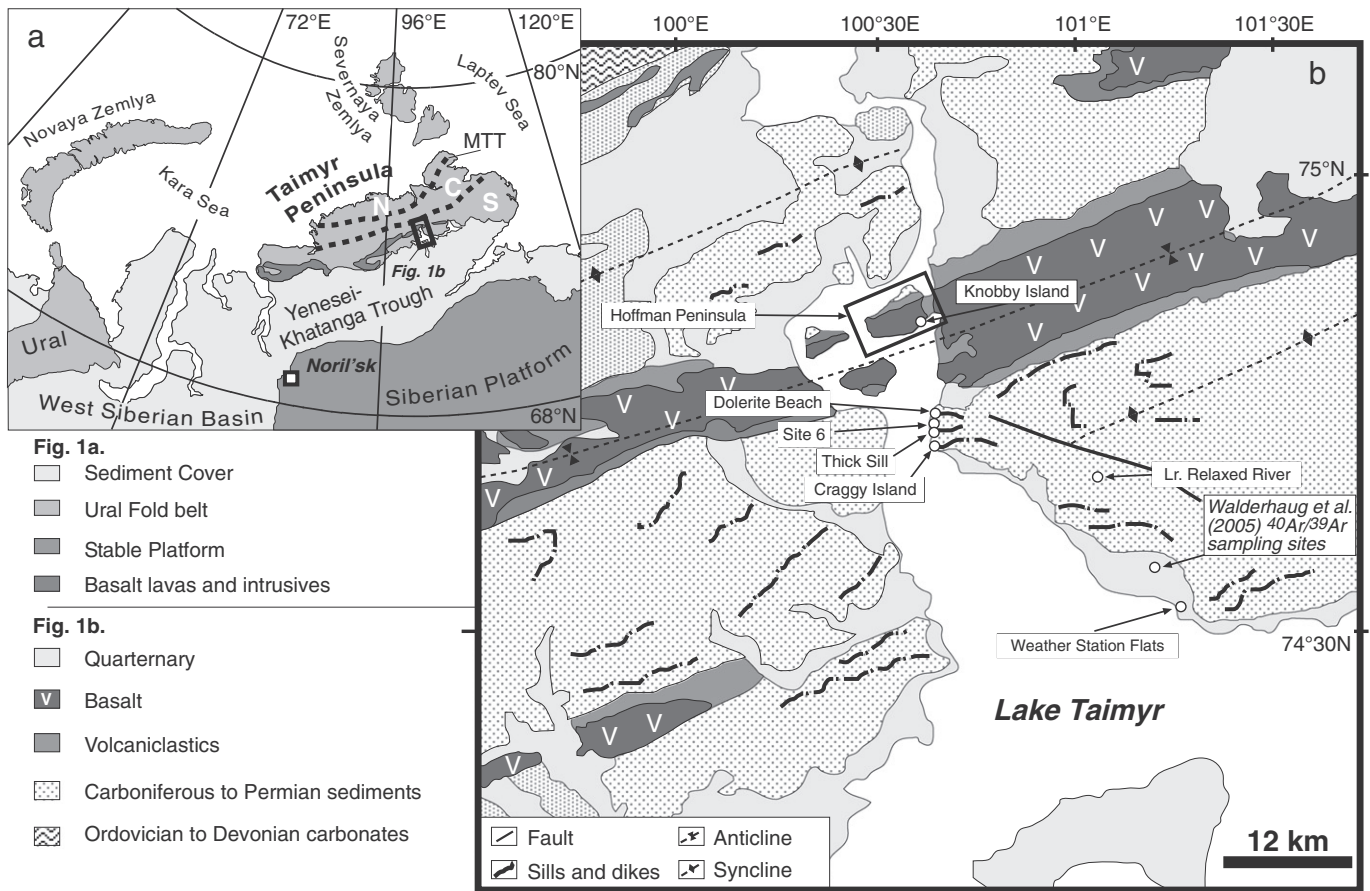 a
72°E
96°E
120°E
80°N
Severnaya
Zemlya
Laptev Sea
Novaya Zemlya
Kara Sea
MTT
Taimyr
Peninsula
N
C
S
Fig. 1b
Yenesei-
Khatanga Trough
Ural
Noril'sk
Siberian Platform
West Siberian Basin
68°N
Fig. 1a.
Sediment Cover
Ural Fold belt
Stable Platform
Basalt lavas and intrusives
Fig. 1b.
Quarternary
V
Basalt
Volcaniclastics
Carboniferous to Permian sediments
Ordovician to Devonian carbonates
100°E
100°30E
101°E
101°30E
b
V
75°N
V
V
V
V
V
V
V
V
V
Knobby Island
Hoffman Peninsula
V
V
V
V
V
Dolerite Beach
Site 6
Thick Sill
Craggy Island
Lr. Relaxed River
Walderhaug et al.
(2005) 40Ar/39Ar
sampling sites
Weather Station Flats
74°30N
Lake Taimyr
V
V
V
Fault
Anticline
Sills and dikes
Syncline
12 km